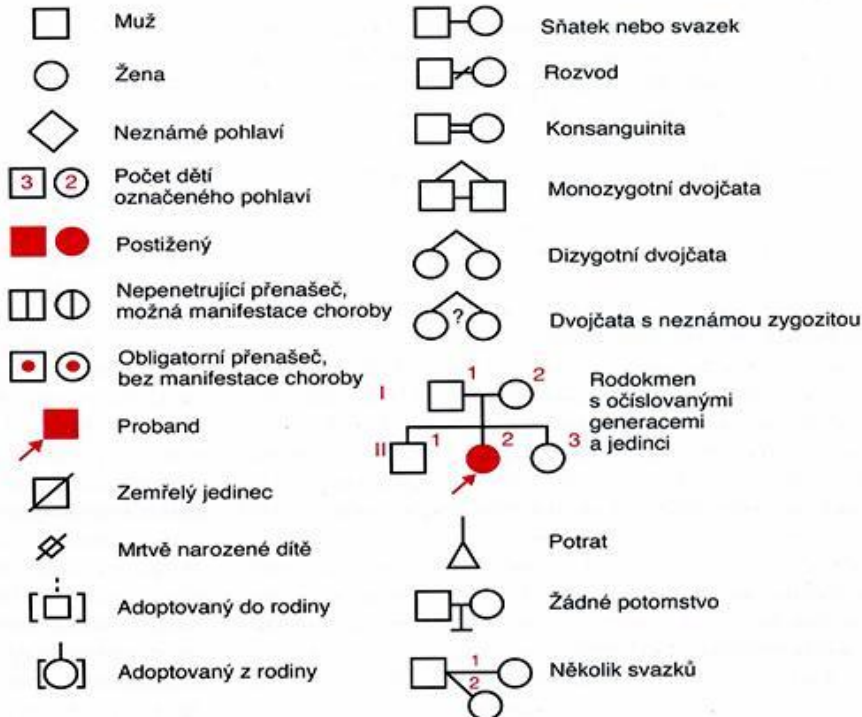 Muž
Žena
Neznámé pohlaví
3 2 Počet dětí
označeného pohlaví
Postižený
Nepenetrující přenašeč,
možná manifestace choroby
Obligatorní přenašeč,
bez manifestace choroby
Proband
Zemřelý jedinec
Mrtvě narozené dítě
Adoptovaný do rodiny
Adoptovaný z rodiny
Sňatek nebo svazek
Rozvod
Konsanguinita
Monozygotní dvojčata
Dizygotní dvojčata
? Dvojčata s neznámou zygozitou
I 1 2 Rodokmen
s očíslovanými
generacemi
II 1 2 3 a jedinci
Potrat
Žádné potomstvo
1 Několik svazků
2